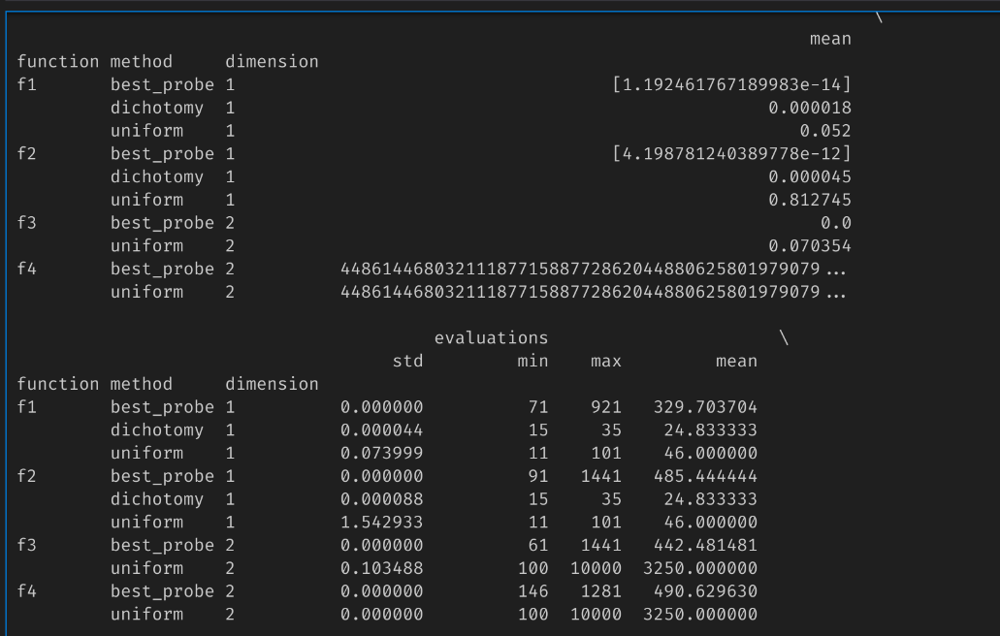 \
mean
function method dimension
f1 best_probe 1 [1.192461767189983e-14]
dichotomy 1 0.000018
uniform 1 0.052
f2 best_probe 1 [4.198781240389778e-12]
dichotomy 1 0.000045
uniform 1 0.812745
f3 best_probe 2 0.0
uniform 2 0.070354
f4 best_probe 2 4486144680321118771588772862044880625801979079...
uniform 2 4486144680321118771588772862044880625801979079...
evaluations \
std min max mean
function method dimension
f1 best_probe 1 0.000000 71 921 329.703704
dichotomy 1 0.000044 15 35 24.833333
uniform 1 0.073999 11 101 46.000000
f2 best_probe 1 0.000000 91 1441 485.444444
dichotomy 1 0.000088 15 35 24.833333
uniform 1 1.542933 11 101 46.000000
f3 best_probe 2 0.000000 61 1441 442.481481
uniform 2 0.103488 100 10000 3250.000000
f4 best_probe 2 0.000000 146 1281 490.629630
uniform 2 0.000000 100 10000 3250.000000